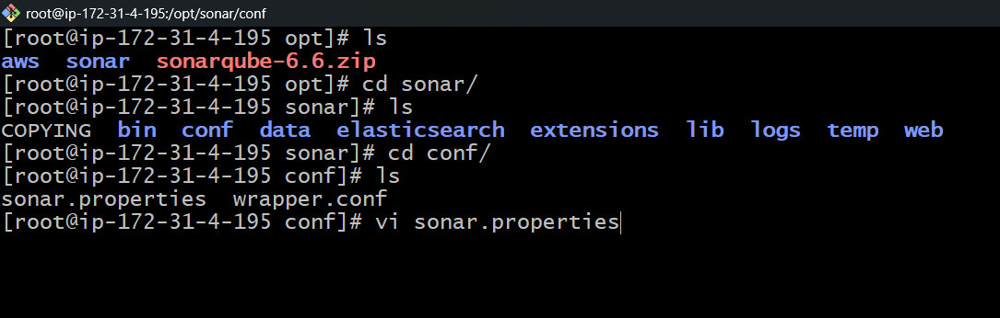 root@ip-172-31-4-195:/opt/sonar/conf
[root@ip-172-31-4-195 opt]# ls
aws  sonar  sonarqube-6.6.zip
[root@ip-172-31-4-195 opt]# cd sonar/
[root@ip-172-31-4-195 sonar]# ls
COPYING  bin  conf  data  elasticsearch  extensions  lib  logs  temp  web
[root@ip-172-31-4-195 sonar]# cd conf/
[root@ip-172-31-4-195 conf]# ls
sonar.properties  wrapper.conf
[root@ip-172-31-4-195 conf]# vi sonar.properties